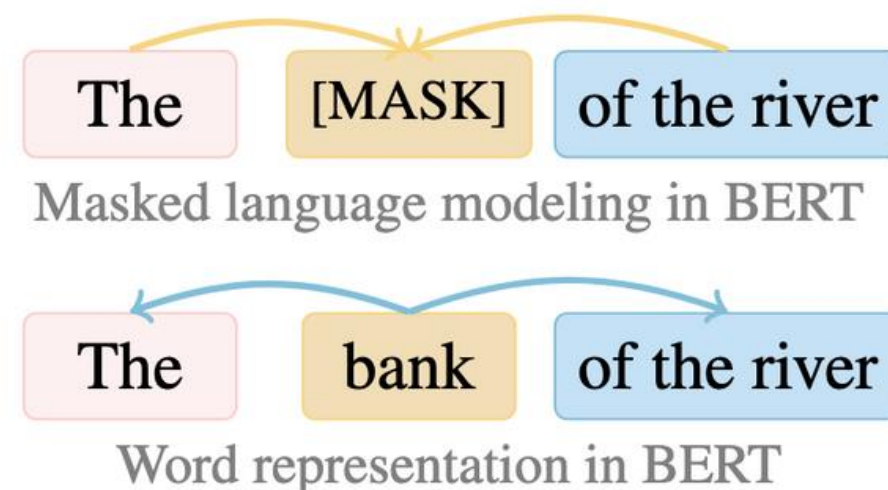 The [MASK] of the river
Masked language modeling in BERT
The bank of the river
Word representation in BERT